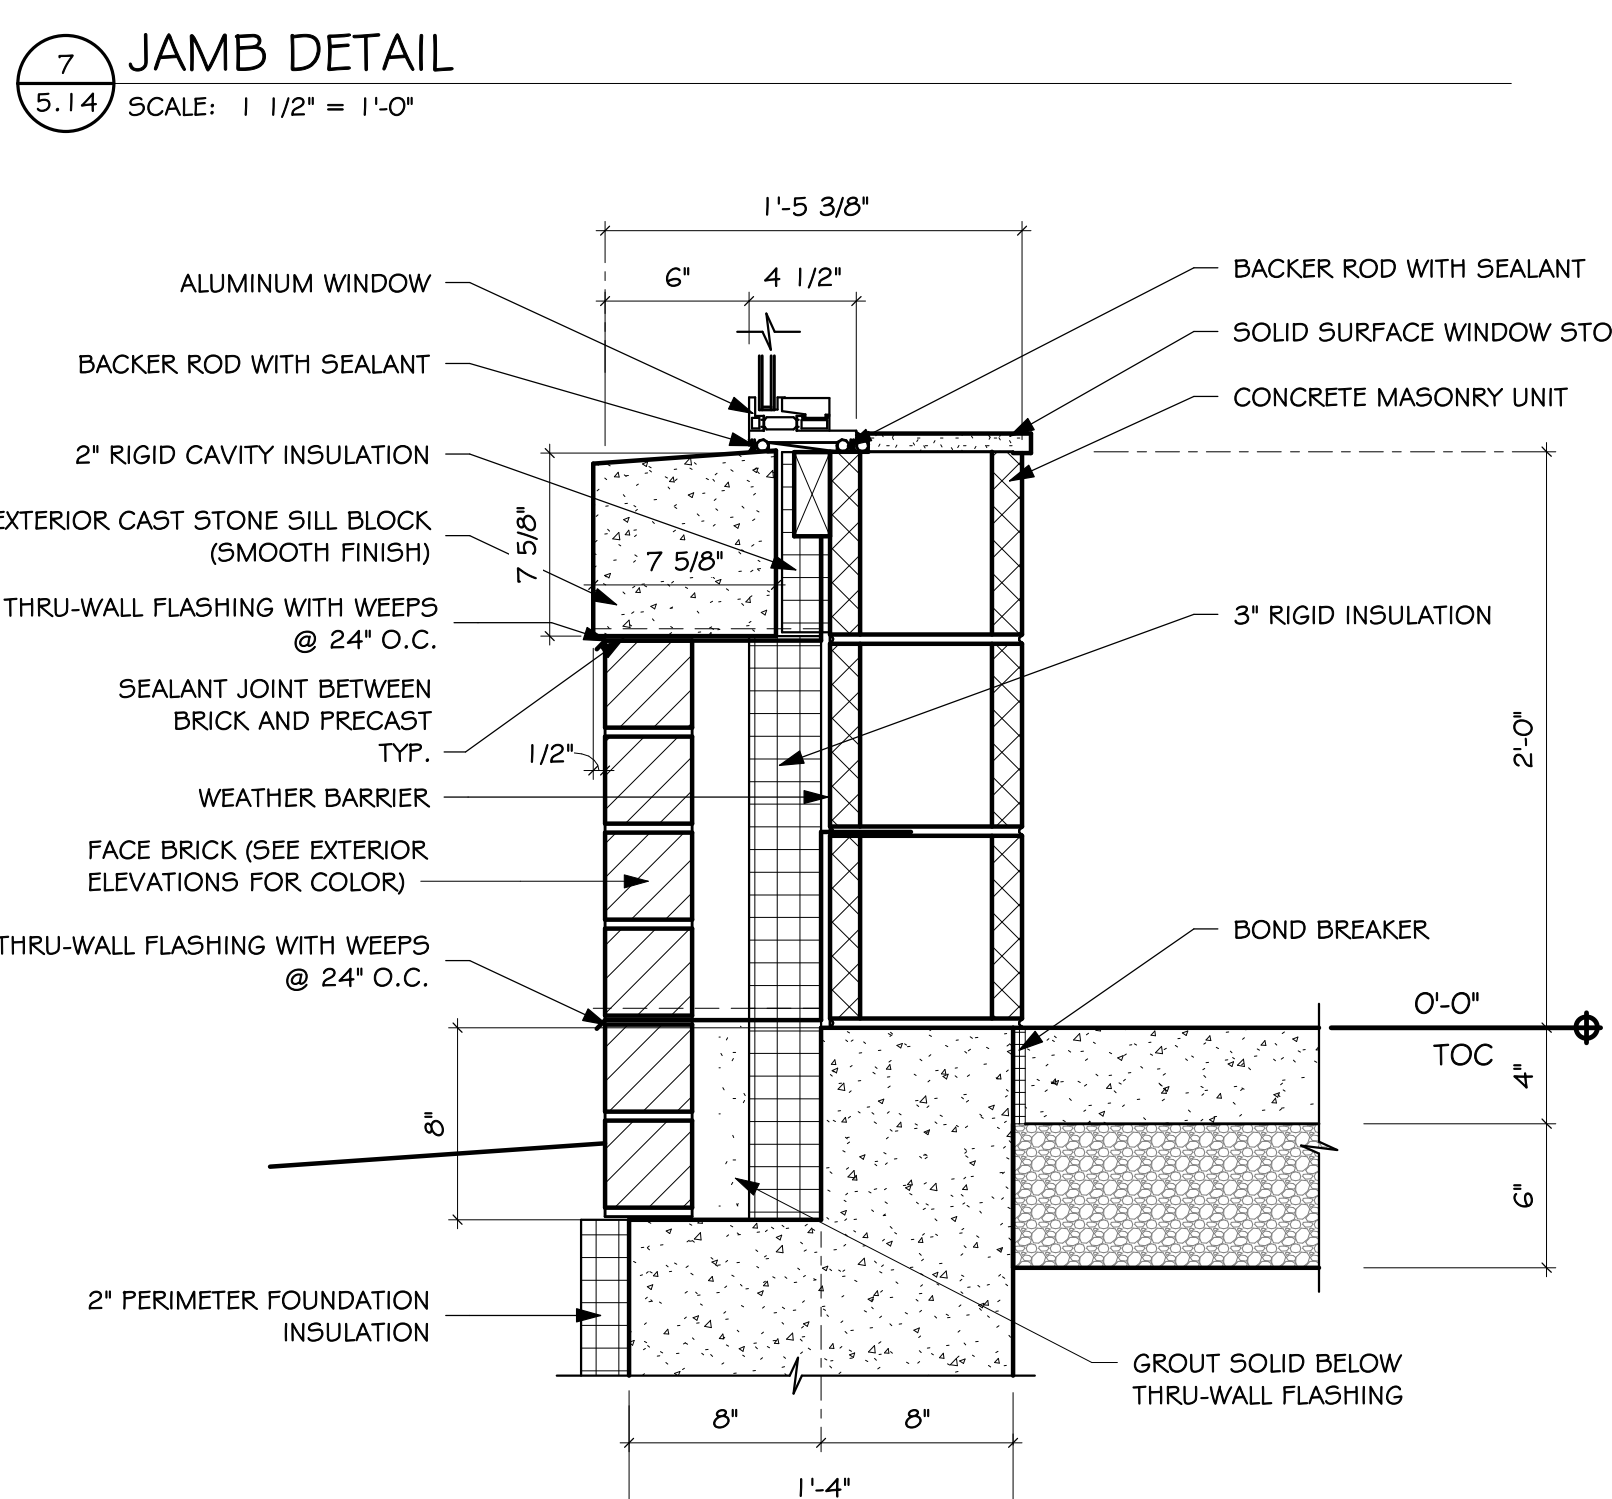 7
5.14
JAMB DETAIL
SCALE: 1 1/2" = 1'-0"
1'-5 3/8"
6"
4 1/2"
ALUMINUM WINDOW
BACKER ROD WITH SEALANT
2" RIGID CAVITY INSULATION
EXTERIOR CAST STONE SILL BLOCK
(SMOOTH FINISH)
THRU-WALL FLASHING WITH WEEPS
@ 24" O.C.
SEALANT JOINT BETWEEN
BRICK AND PRECAST
TYP.
WEATHER BARRIER
FACE BRICK (SEE EXTERIOR
ELEVATIONS FOR COLOR)
THRU-WALL FLASHING WITH WEEPS
@ 24" O.C.
2" PERIMETER FOUNDATION
INSULATION
7 5/8"
7 5/8"
1/2"
8"
BACKER ROD WITH SEALANT
SOLID SURFACE WINDOW STO
CONCRETE MASONRY UNIT
3" RIGID INSULATION
BOND BREAKER
2'-0"
0'-0"
TOC
4"
6"
GROUT SOLID BELOW
THRU-WALL FLASHING
8"
8"
1'-4"